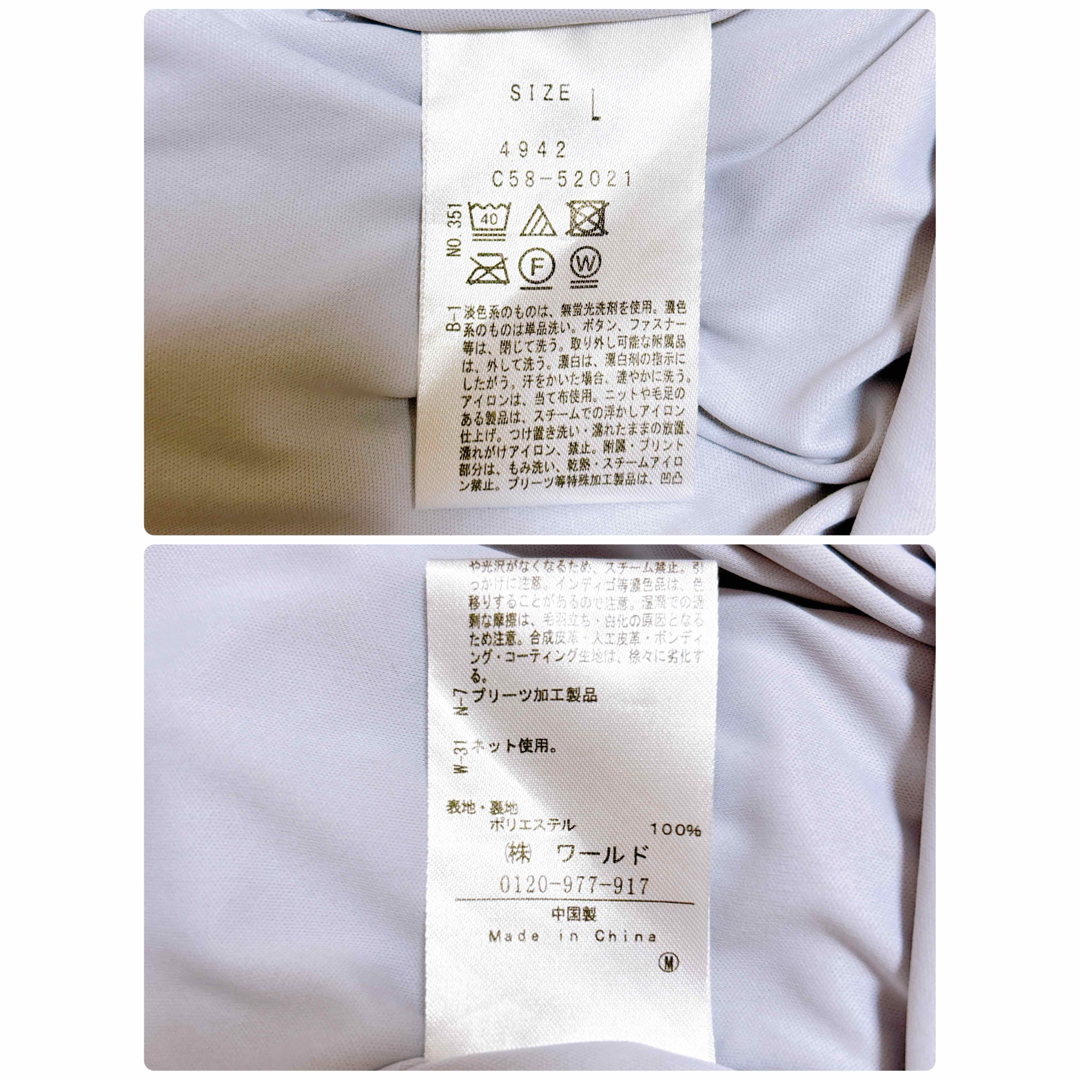 SIZE L
4942
C58-52021
NO.351
40
F W
B-1
淡色系のものは、無蛍光洗剤を使用。濃色
系のものは単品洗い。ボタン、ファスナー
等は、閉じて洗う。取り外し可能な附属品
は、外して洗う。漂白は、漂白剤の指示に
したがう。汗をかいた場合、速やかに洗う。
アイロンは、当て布使用。ニットや毛足の
ある製品は、スチームでの浮かしアイロン
仕上げ。つけ置き洗い・濡れたままの放置、
濡れがけアイロン、禁止。附属・プリント
部分は、もみ洗い、乾熱・スチームアイロ
ン禁止。プリーツ等特殊加工製品は、凹凸
や光沢がなくなるため、スチーム禁止。引
っかけに注意。インディゴ等濃色品は、色
移りすることがあるので注意。湿潤での過
剰な摩擦は、毛羽立ち・白化の原因となる
ため注意。合成皮革・人工皮革・ボンディ
ング・コーティング生地は、徐々に劣化す
る。
N-7 プリーツ加工製品
W-31 ネット使用。
表地・裏地
ポリエステル 100%
(株) ワールド
0120-977-917
中国製
Made in China
M